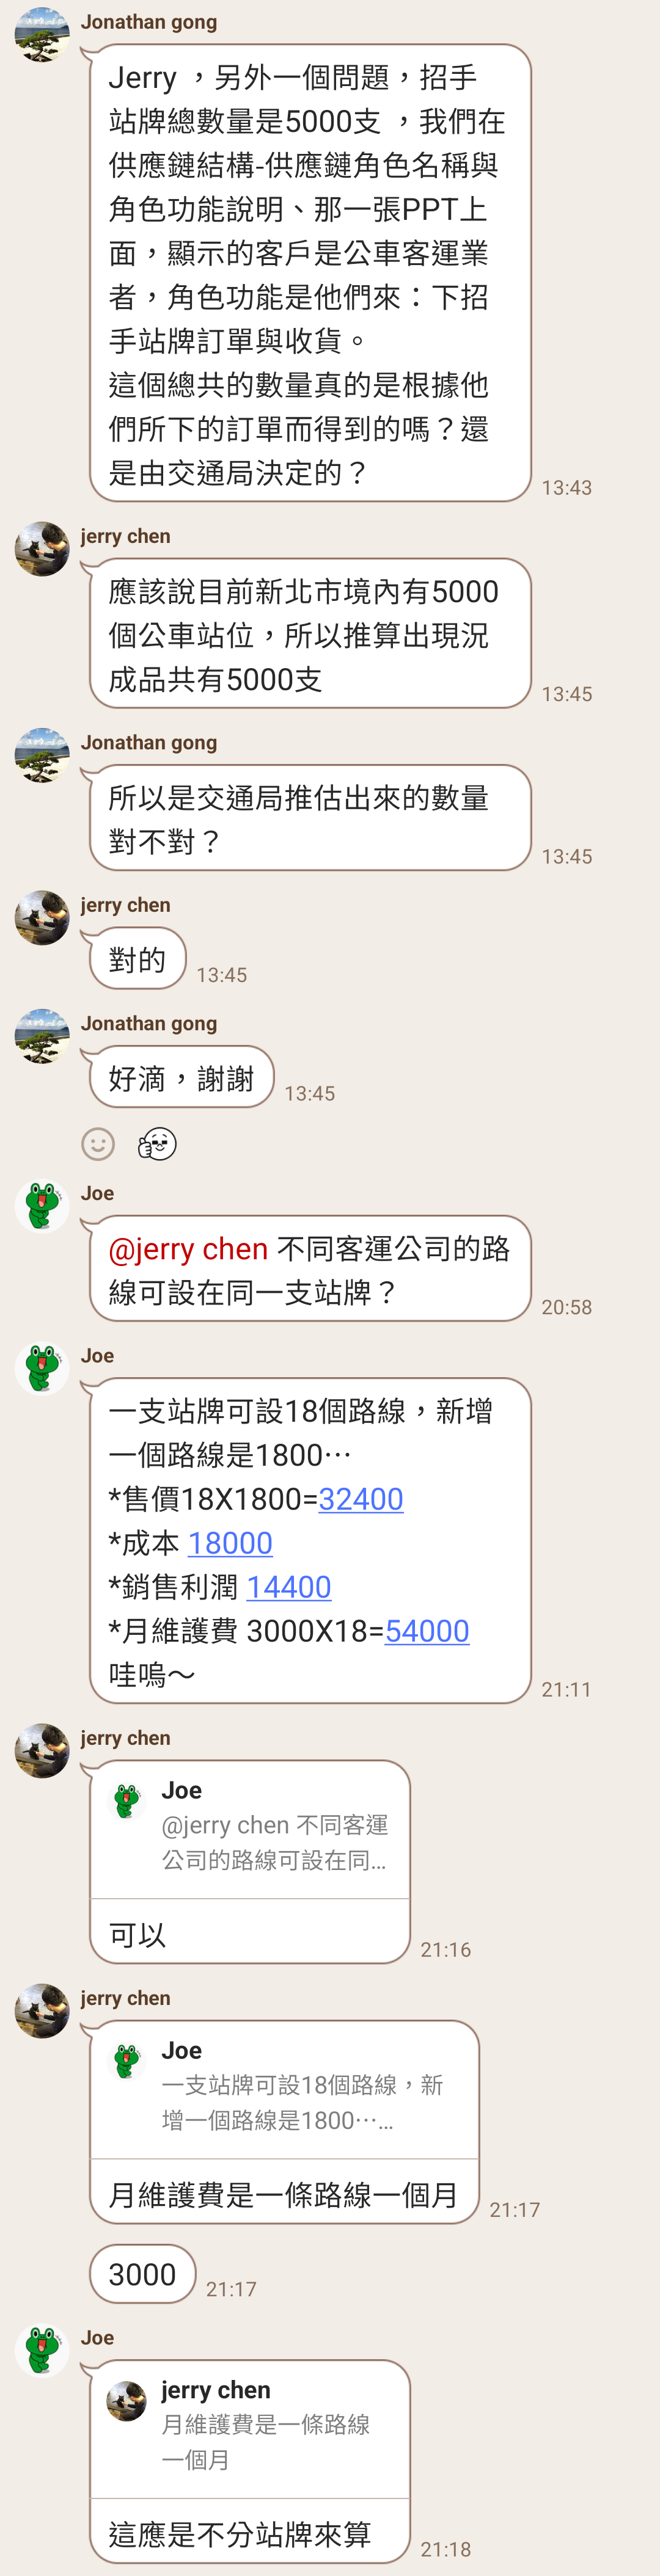 Jonathan gong
Jerry ，另外一個問題，招手
站牌總數量是5000支 ，我們在
供應鏈結構-供應鏈角色名稱與
角色功能說明、那一張PPT上
面，顯示的客戶是公車客運業
者，角色功能是他們來：下招
手站牌訂單與收貨。
這個總共的數量真的是根據他
們所下的訂單而得到的嗎？還
是由交通局決定的？
13:43
jerry chen
應該說目前新北市境內有5000
個公車站位，所以推算出現況
成品共有5000支
13:45
Jonathan gong
所以是交通局推估出來的數量
對不對？
13:45
jerry chen
對的
13:45
Jonathan gong
好滴，謝謝
13:45
Joe
@jerry chen 不同客運公司的路
線可設在同一支站牌？
20:58
Joe
一支站牌可設18個路線，新增
一個路線是1800⋯
*售價18X1800=32400
*成本 18000
*銷售利潤 14400
*月維護費 3000X18=54000
哇嗚～
21:11
jerry chen
Joe
@jerry chen 不同客運
公司的路線可設在同...
可以
21:16
jerry chen
Joe
一支站牌可設18個路線，新
增一個路線是1800⋯...
月維護費是一條路線一個月
21:17
3000
21:17
Joe
jerry chen
月維護費是一條路線
一個月
這應是不分站牌來算
21:18